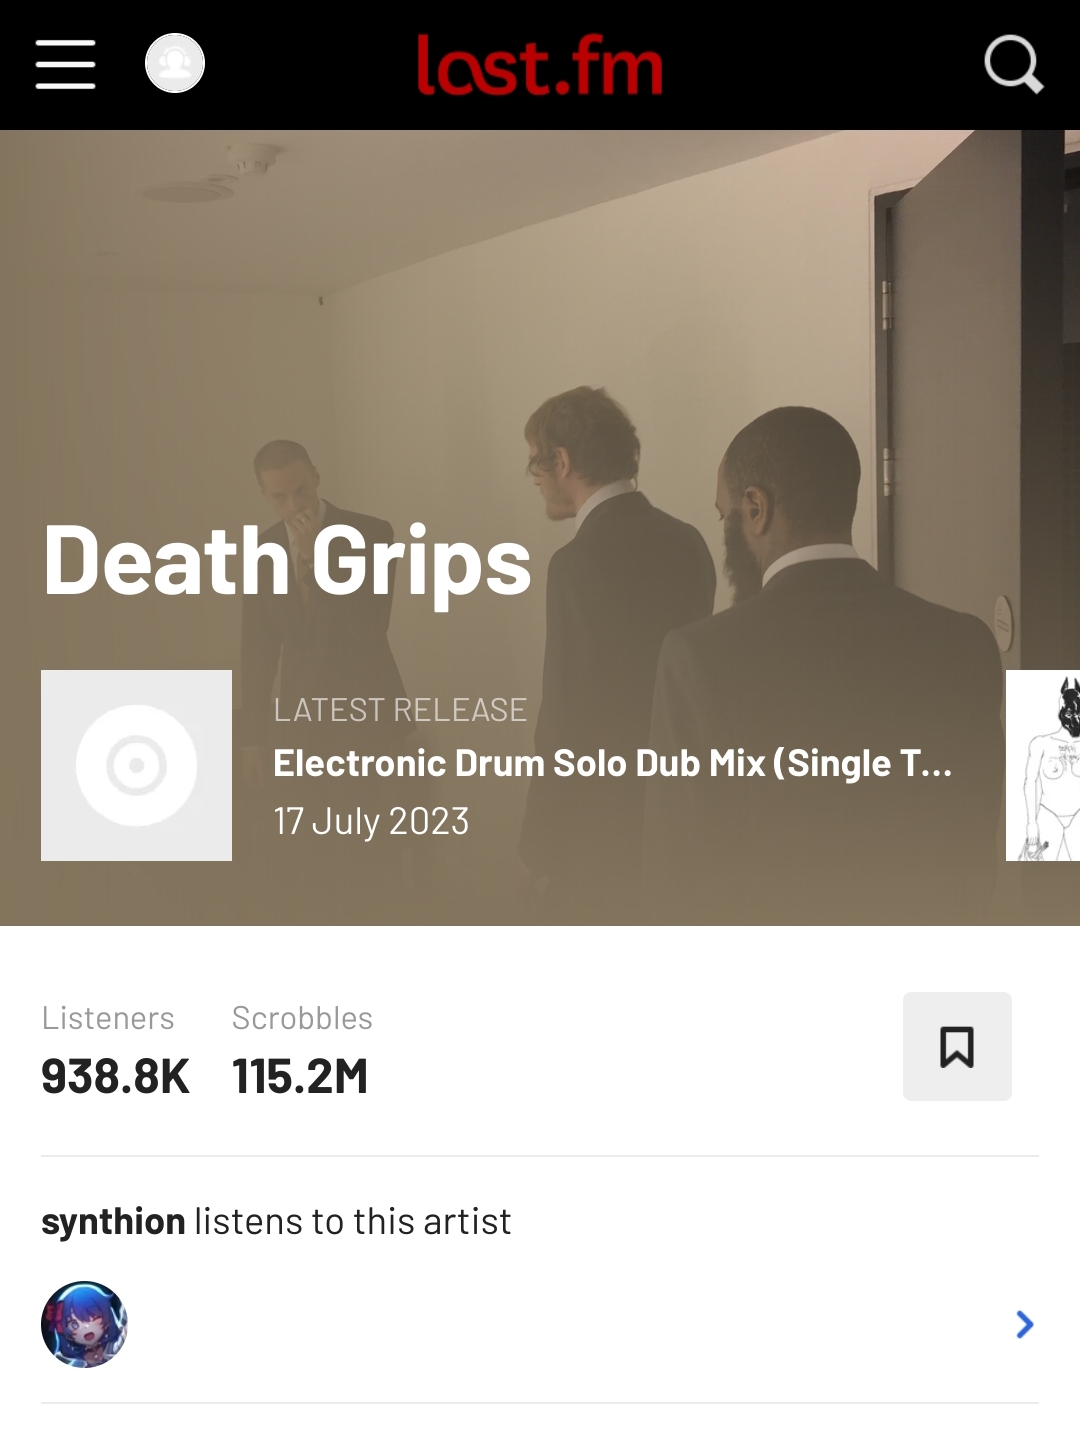 last.fm
Death Grips
LATEST RELEASE
Electronic Drum Solo Dub Mix (Single T...
17 July 2023
Listeners
Scrobbles
938.8K
115.2M
synthion listens to this artist